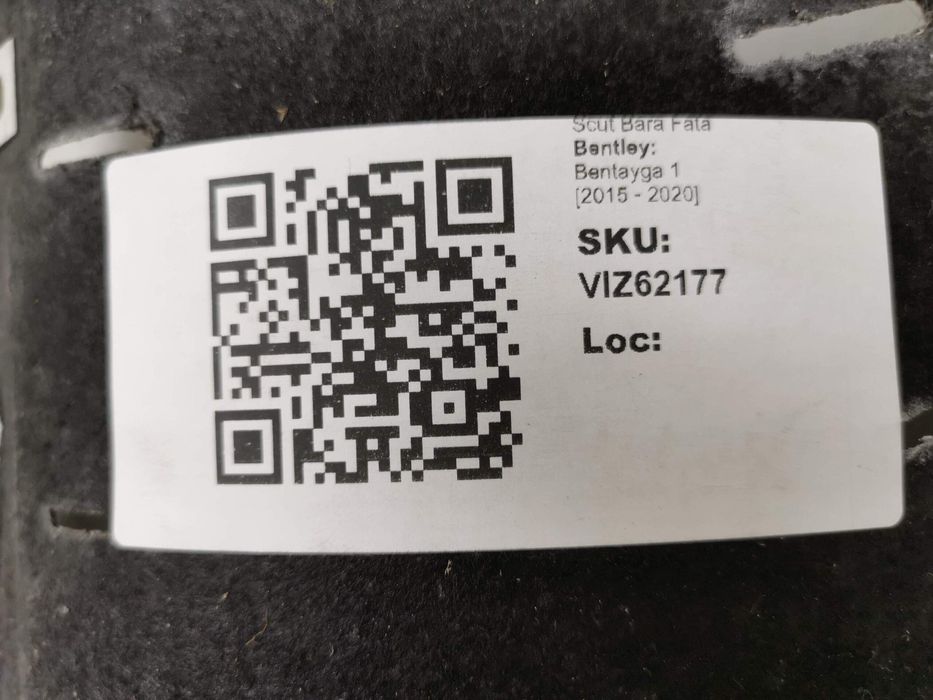 Scut Bara Fata
Bentley:
Bentayga 1
[2015 - 2020]
SKU:
VIZ62177
Loc: